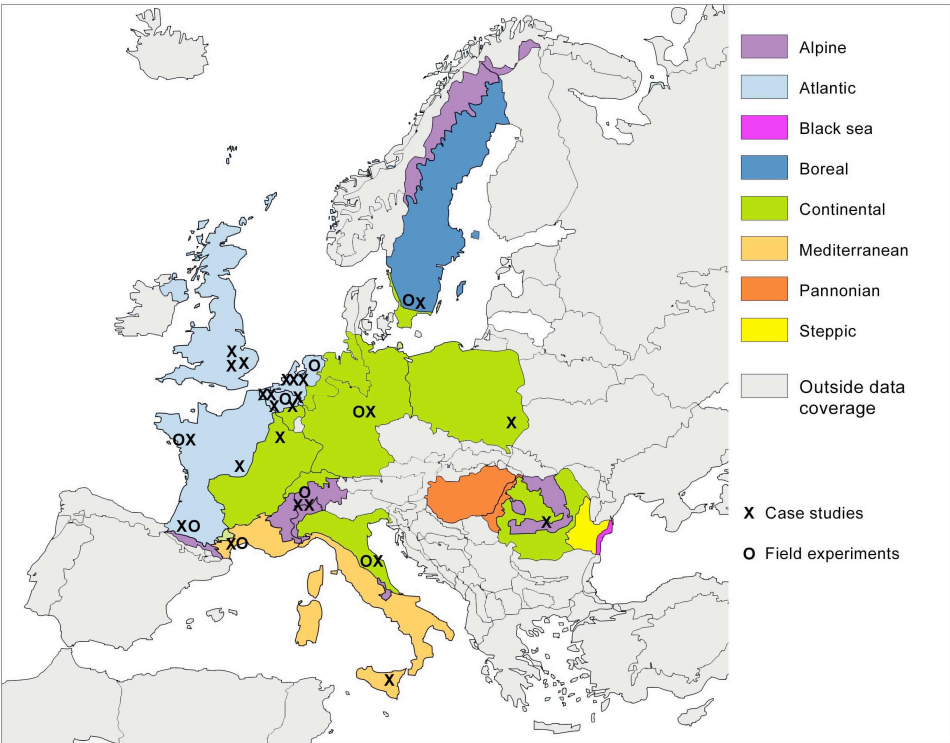 Alpine
Atlantic
Black sea
Boreal
Continental
Mediterranean
Pannonian
Steppic
Outside data
coverage
X Case studies
O Field experiments
O X
X
X X
O
X X X
X X O X
X X
O X
X
X
O X
X
O
X X
X O
X O
X
O X
X